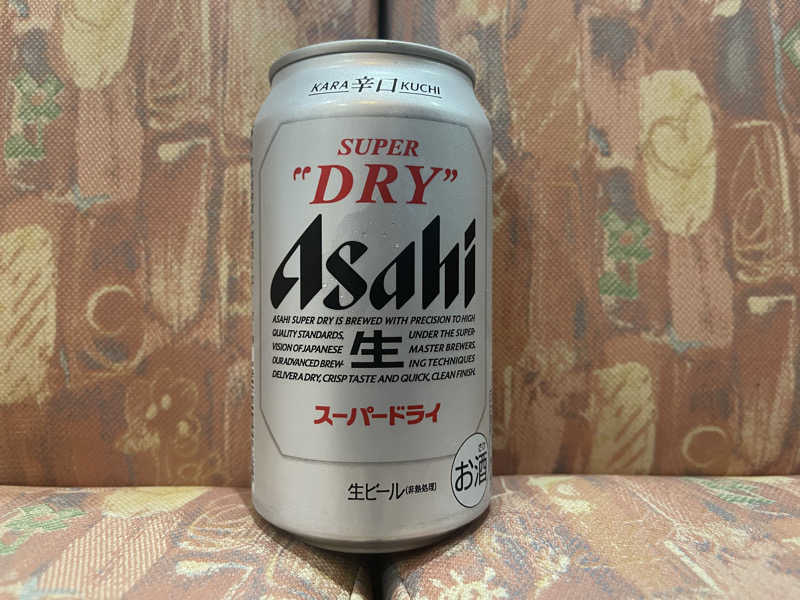 KARA 辛口 KUCHI
SUPER
“DRY”
Asahi
ASAHI SUPER DRY IS BREWED WITH PRECISION TO HIGH
QUALITY STANDARDS, UNDER THE SUPER-
VISION OF JAPANESE 生 MASTER BREWERS.
OUR ADVANCED BREW- ING TECHNIQUES
DELIVER A DRY, CRISP TASTE AND QUICK, CLEAN FINISH.
スーパードライ
お酒
生ビール(非熱処理)